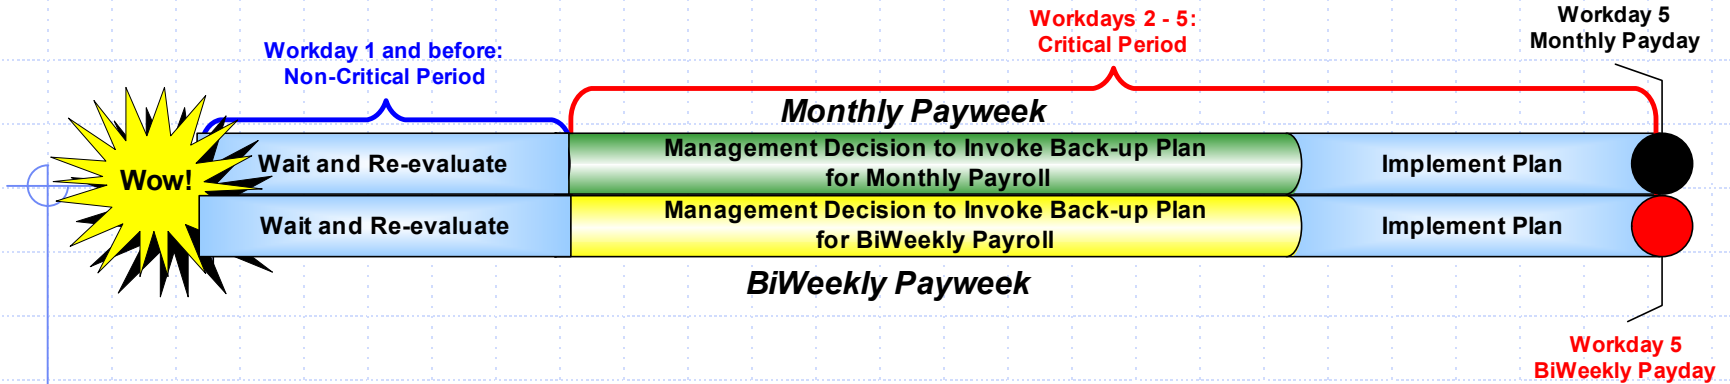 Workdays 2 - 5:
Critical Period
Workday 5
Monthly Payday
Workday 1 and before:
Non-Critical Period
Monthly Payweek
Wow!
Wait and Re-evaluate
Management Decision to Invoke Back-up Plan
for Monthly Payroll
Implement Plan
Wait and Re-evaluate
Management Decision to Invoke Back-up Plan
for BiWeekly Payroll
Implement Plan
BiWeekly Payweek
Workday 5
BiWeekly Payday